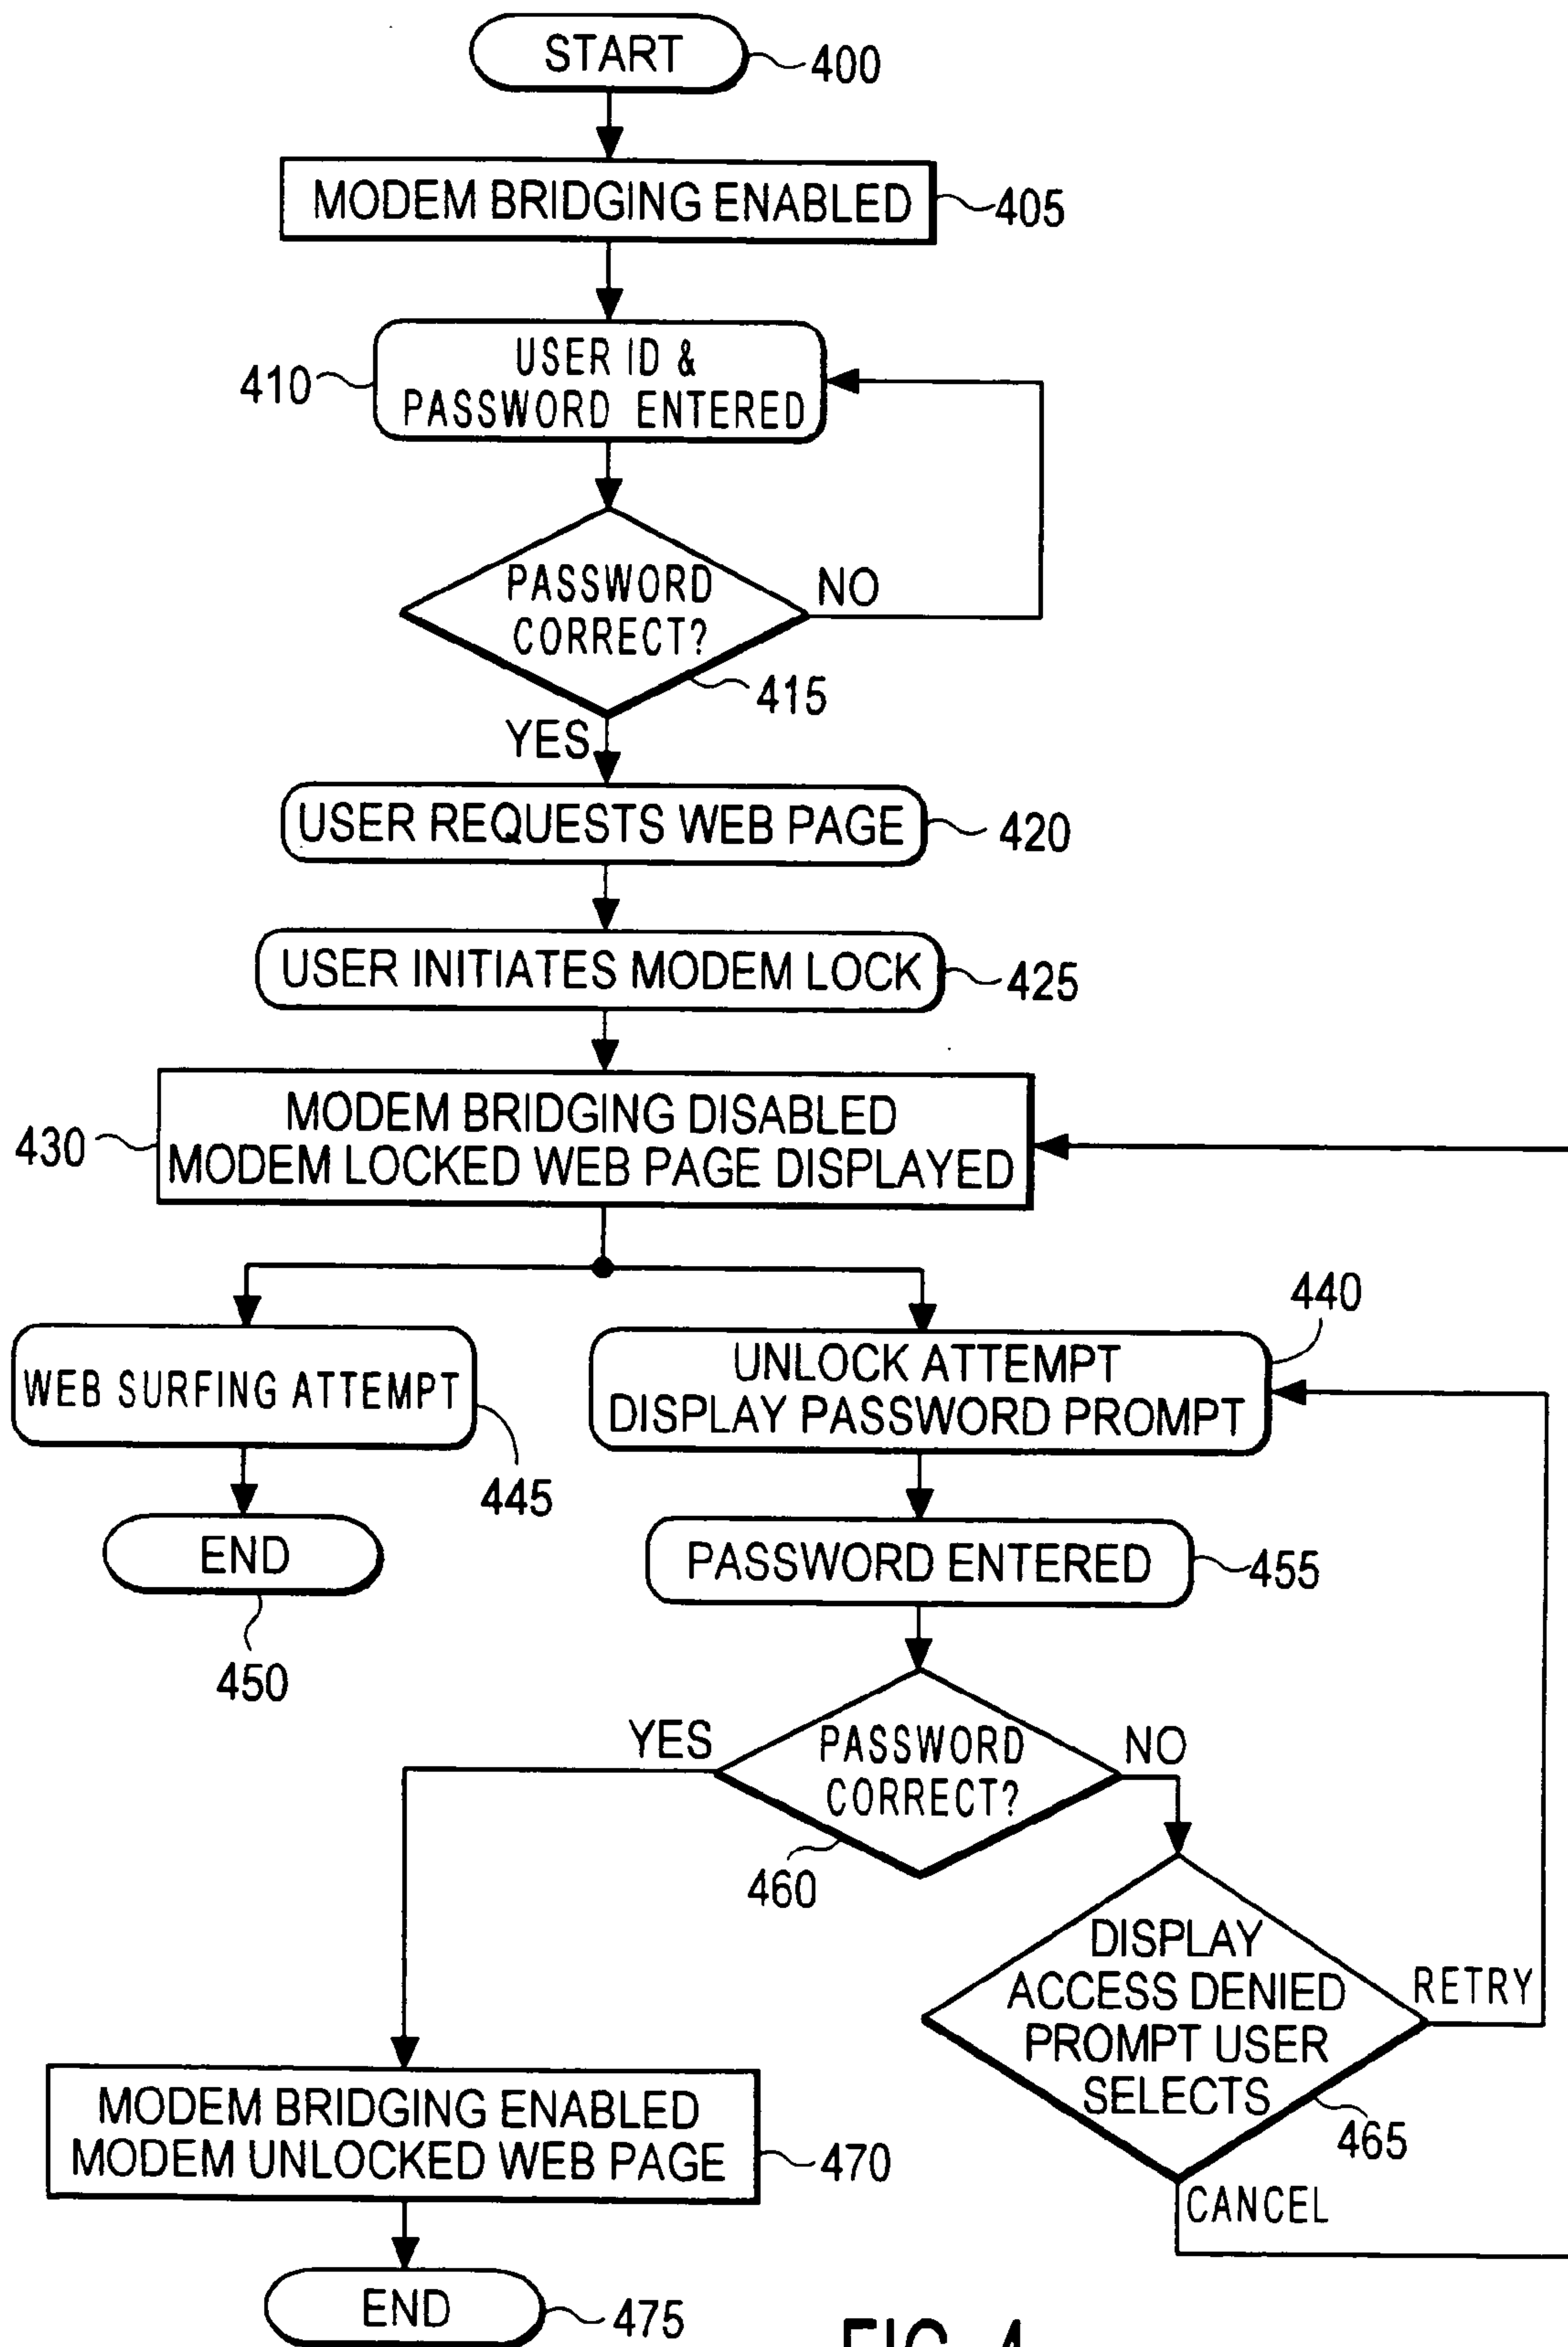 START
400
MODEM BRIDGING ENABLED
405
USER ID &
PASSWORD ENTERED
410
PASSWORD
CORRECT?
NO
415
YES
USER REQUESTS WEB PAGE
420
USER INITIATES MODEM LOCK
425
MODEM BRIDGING DISABLED
MODEM LOCKED WEB PAGE DISPLAYED
430
440
WEB SURFING ATTEMPT
445
UNLOCK ATTEMPT
DISPLAY PASSWORD PROMPT
END
450
PASSWORD ENTERED
455
YES
PASSWORD
CORRECT?
NO
460
DISPLAY
ACCESS DENIED
PROMPT USER
SELECTS
RETRY
465
CANCEL
MODEM BRIDGING ENABLED
MODEM UNLOCKED WEB PAGE
470
END
475
FIG. 4